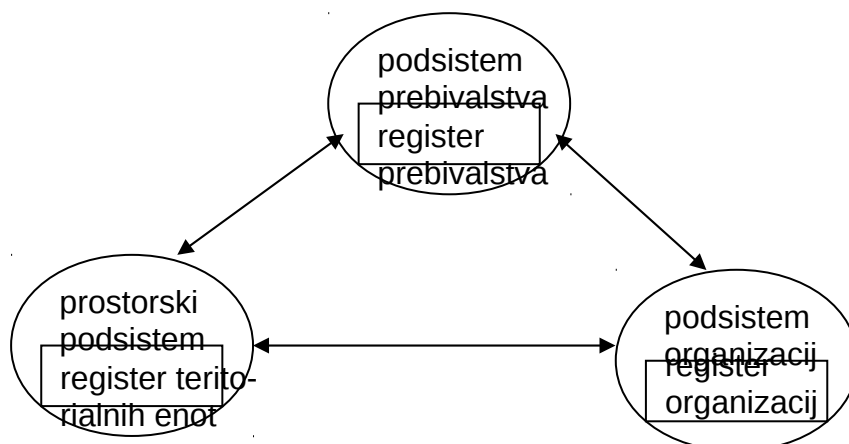 podsistem
prebivalstva
register
prebivalstva
prostorski
podsistem
register terito-
rialnih enot
podsistem
organizacij
register
organizacij